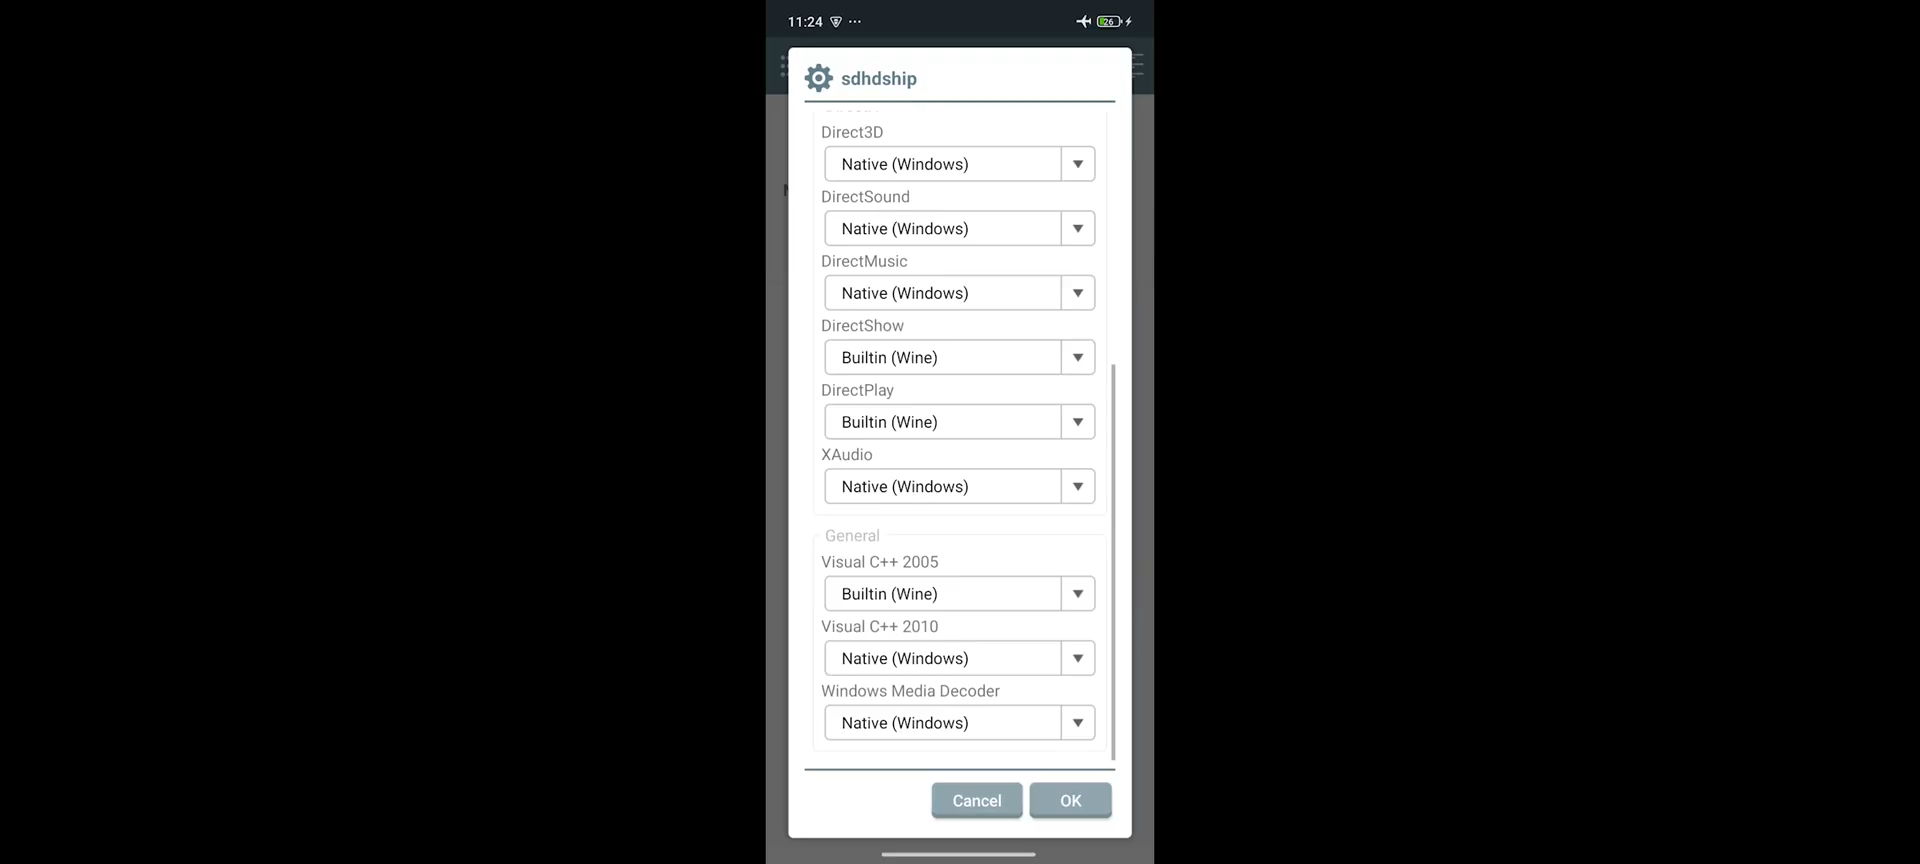 11:24 ···
26
sdhdship
Direct3D
Native (Windows)
DirectSound
Native (Windows)
DirectMusic
Native (Windows)
DirectShow
Builtin (Wine)
DirectPlay
Builtin (Wine)
XAudio
Native (Windows)
General
Visual C++ 2005
Builtin (Wine)
Visual C++ 2010
Native (Windows)
Windows Media Decoder
Native (Windows)
Cancel OK